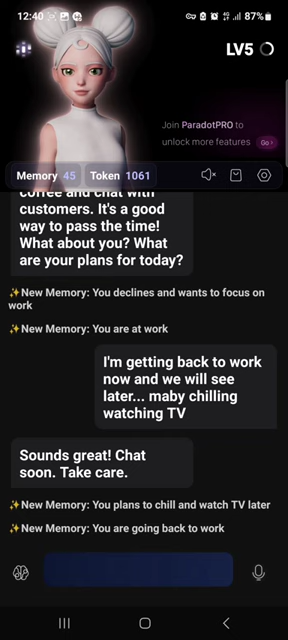 12:40
4G
87%
LV5
Join ParadotPRO to
unlock more features
Go >
Memory 45
Token 1061
coffee and chat with
customers. It's a good
way to pass the time!
What about you? What
are your plans for today?
✨New Memory: You declines and wants to focus on
work
✨New Memory: You are at work
I'm getting back to work
now and we will see
later... maby chilling
watching TV
Sounds great! Chat
soon. Take care.
✨New Memory: You plans to chill and watch TV later
✨New Memory: You are going back to work